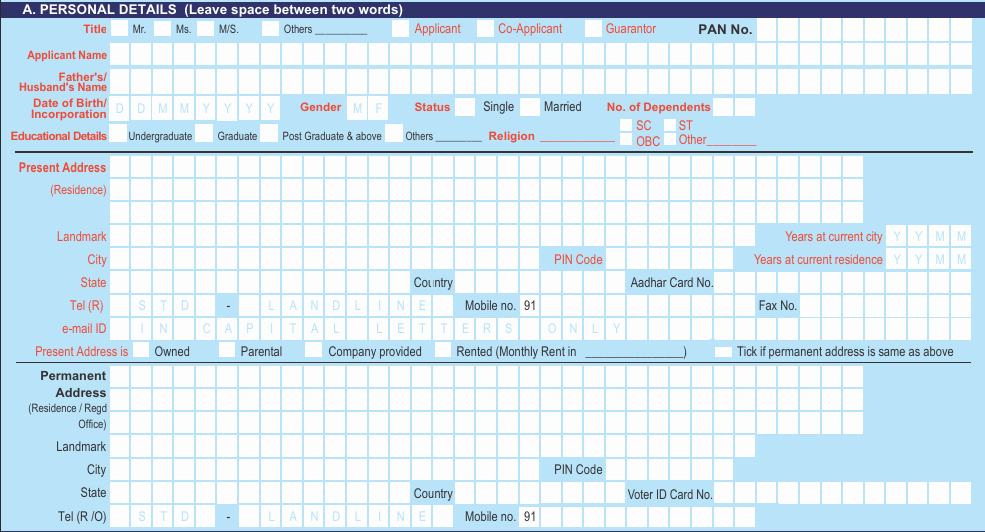 A. PERSONAL DETAILS (Leave space between two words)
Title Mr. Ms. M/S. Others __________ Applicant Co-Applicant Guarantor PAN No.
Applicant Name
Father's/
Husband's Name
Date of Birth/
Incorporation D D M M Y Y Y Y Gender M F Status Single Married No. of Dependents
Educational Details Undergraduate Graduate Post Graduate & above Others ________ Religion ____________ SC ST
OBC Other________
Present Address
(Residence)
Landmark Years at current city Y Y M M
City PIN Code Years at current residence Y Y M M
State Country Aadhar Card No.
Tel (R) S T D - L A N D L I N E Mobile no. 91 Fax No.
e-mail ID I N C A P I T A L L E T T E R S O N L Y
Present Address is Owned Parental Company provided Rented (Monthly Rent in ________________) Tick if permanent address is same as above
Permanent
Address
(Residence / Regd
Office)
Landmark
City PIN Code
State Country Voter ID Card No.
Tel (R /O) S T D - L A N D L I N E Mobile no. 91